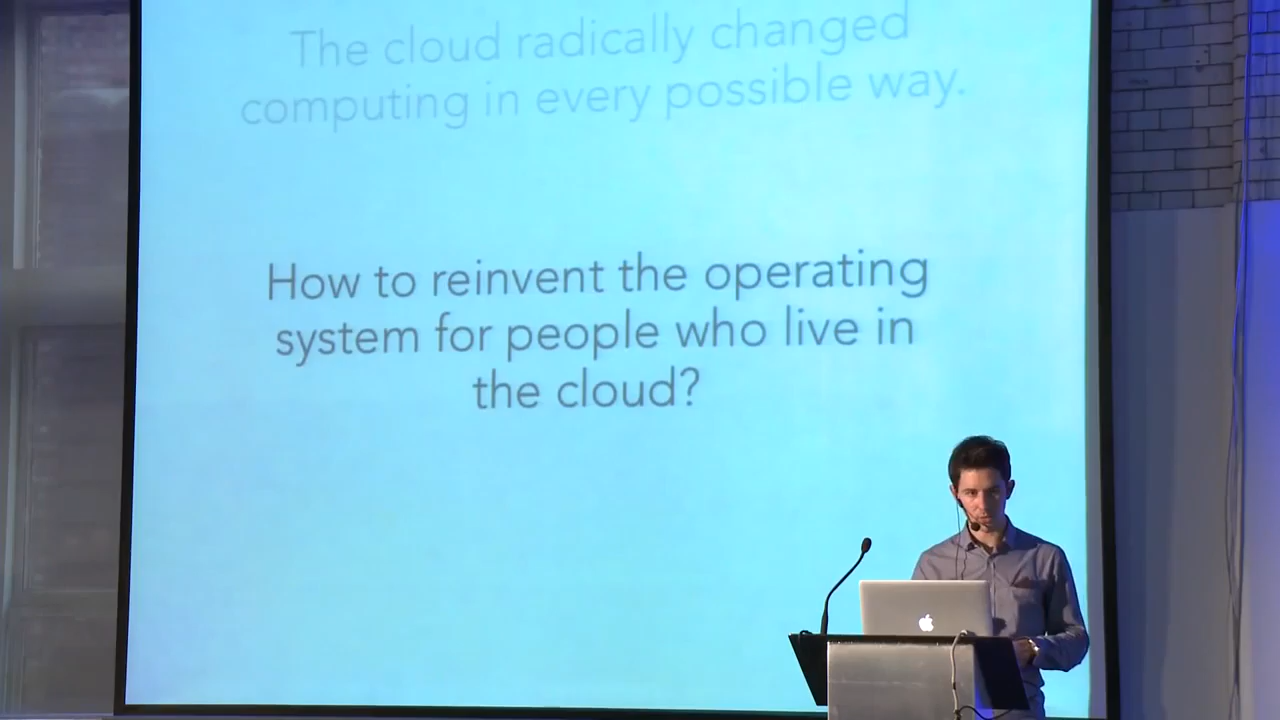 The cloud radically changed
computing in every possible way.
How to reinvent the operating
system for people who live in
the cloud?